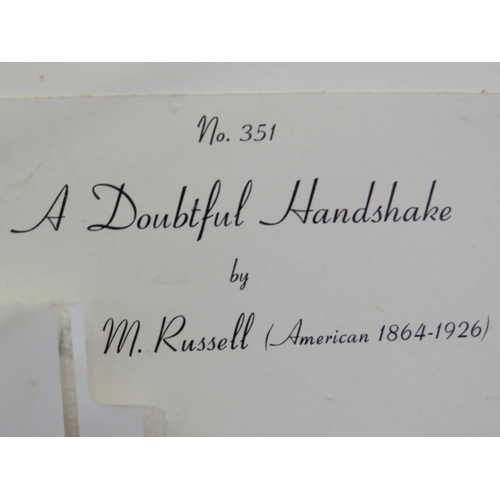 No. 351
A Doubtful Handshake
by
M. Russell (American 1864-1926)